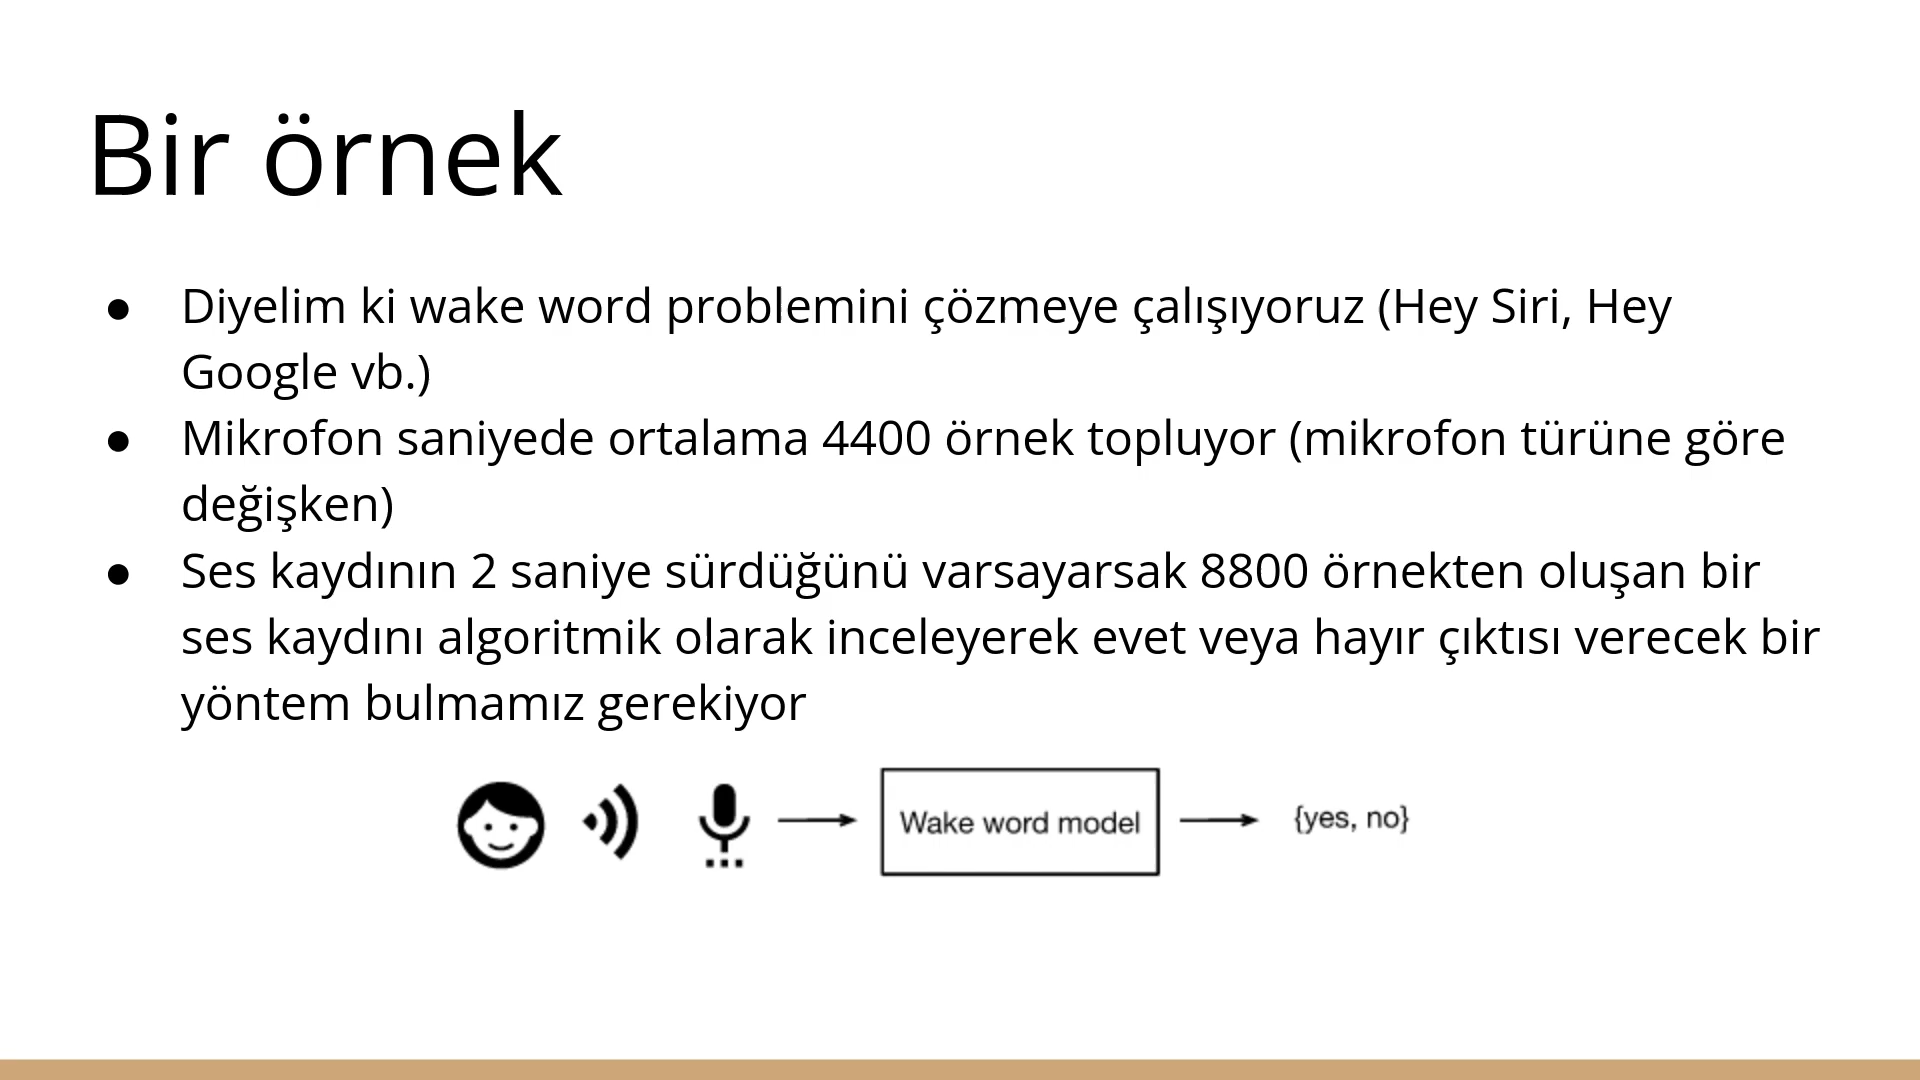 Bir örnek
● Diyelim ki wake word problemini çözmeye çalışıyoruz (Hey Siri, Hey
Google vb.)
● Mikrofon saniyede ortalama 4400 örnek topluyor (mikrofon türüne göre
değişken)
● Ses kaydının 2 saniye sürdüğünü varsayarsak 8800 örnekten oluşan bir
ses kaydını algoritmik olarak inceleyerek evet veya hayır çıktısı verecek bir
yöntem bulmamız gerekiyor
Wake word model
{yes, no}